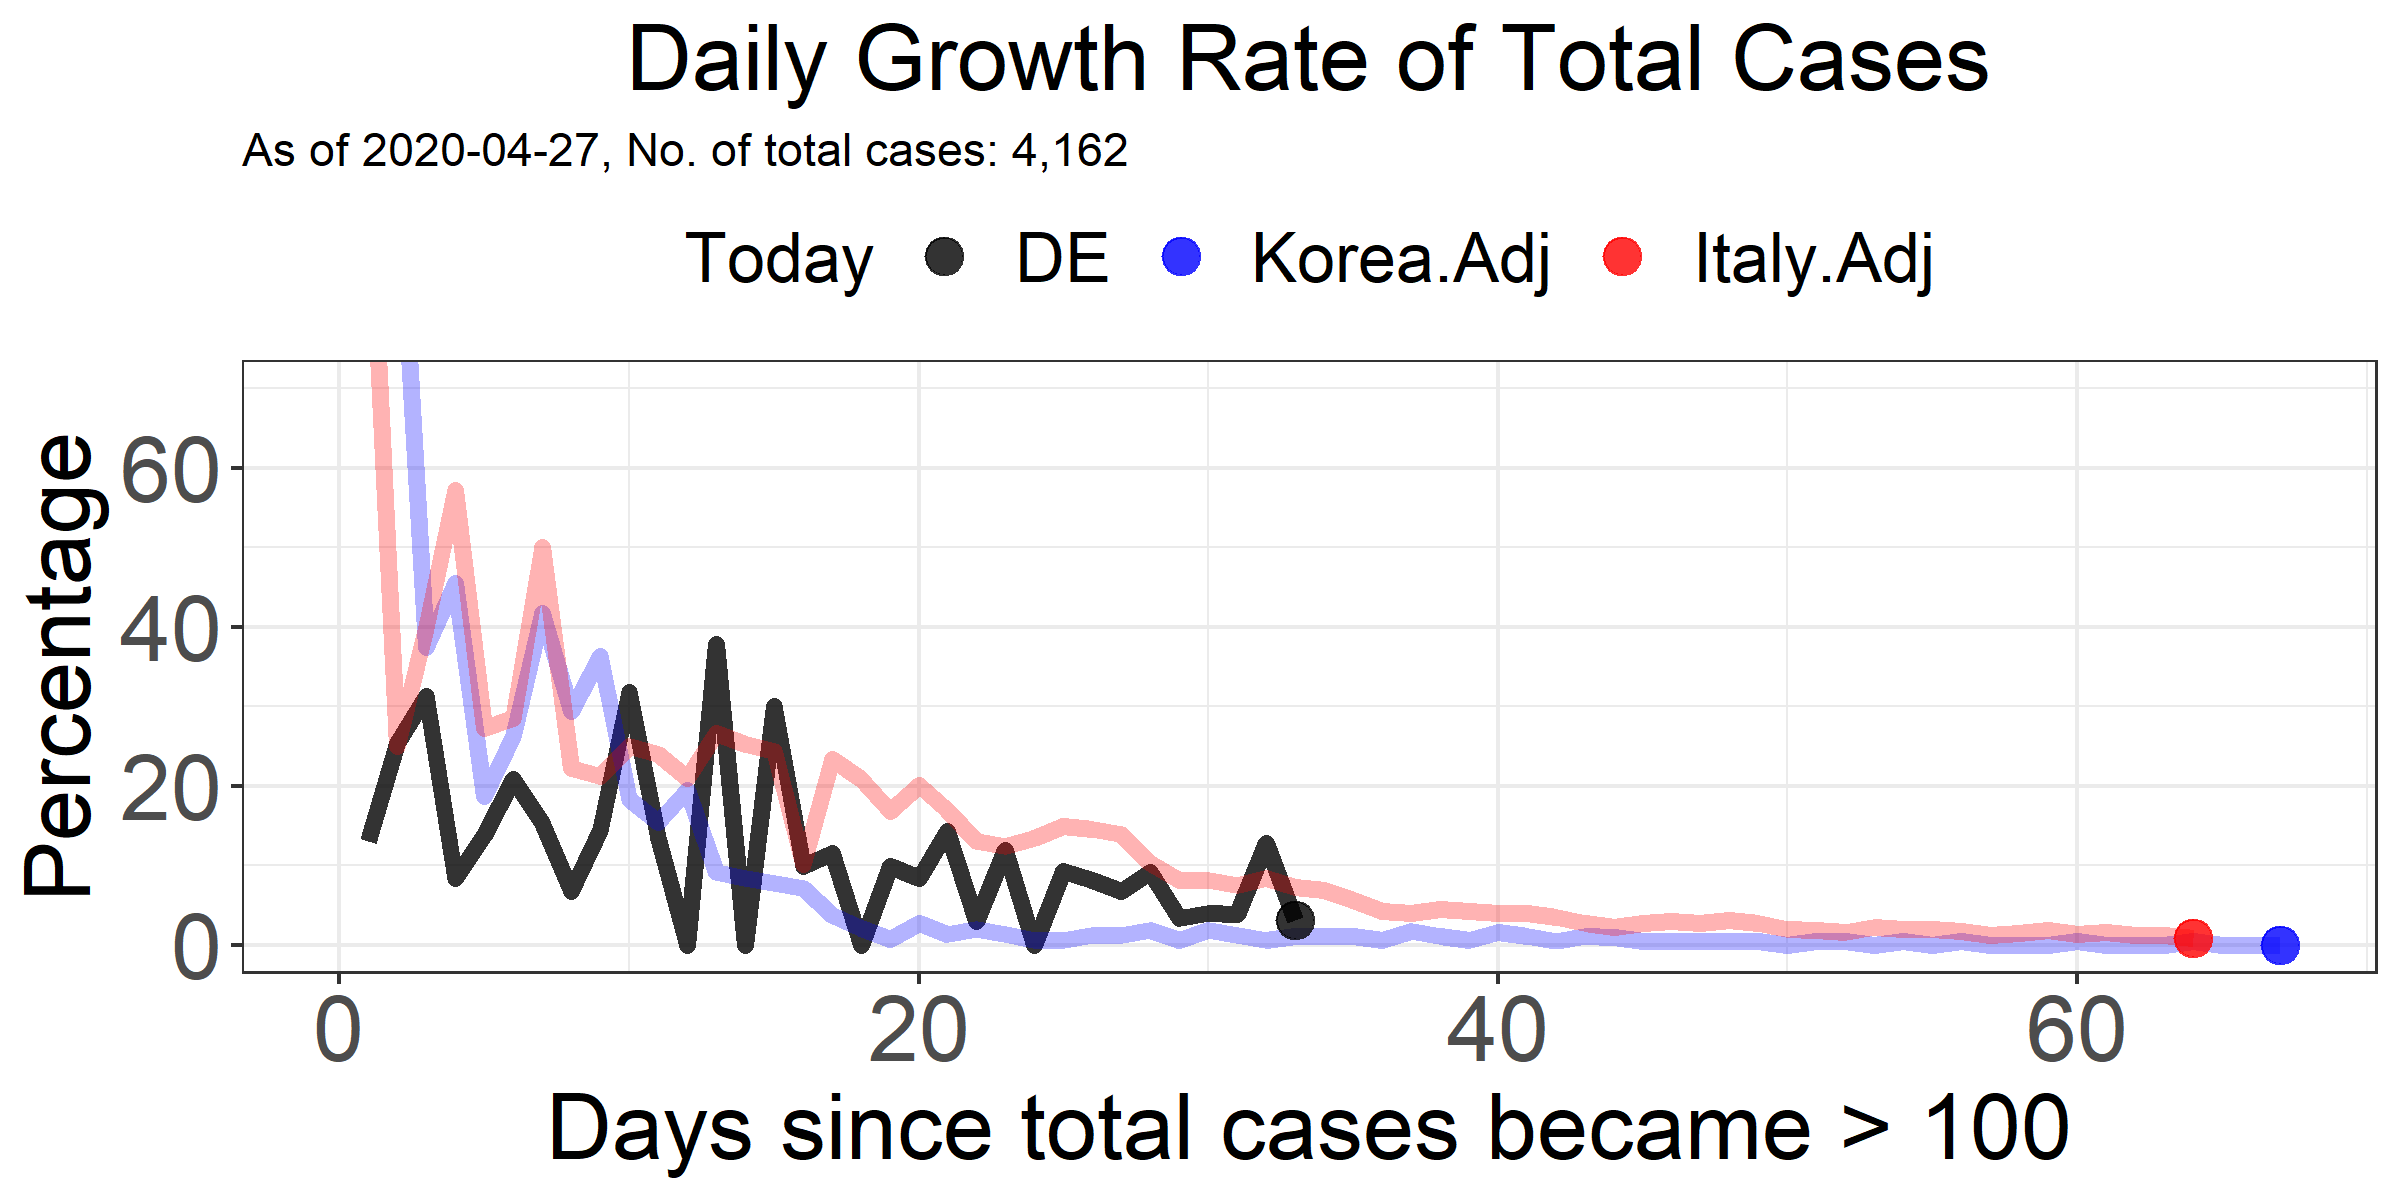 Daily Growth Rate of Total Cases
As of 2020-04-27, No. of total cases: 4,162
Today DE Korea.Adj Italy.Adj
Percentage
60
40
20
0
0 20 40 60
Days since total cases became > 100